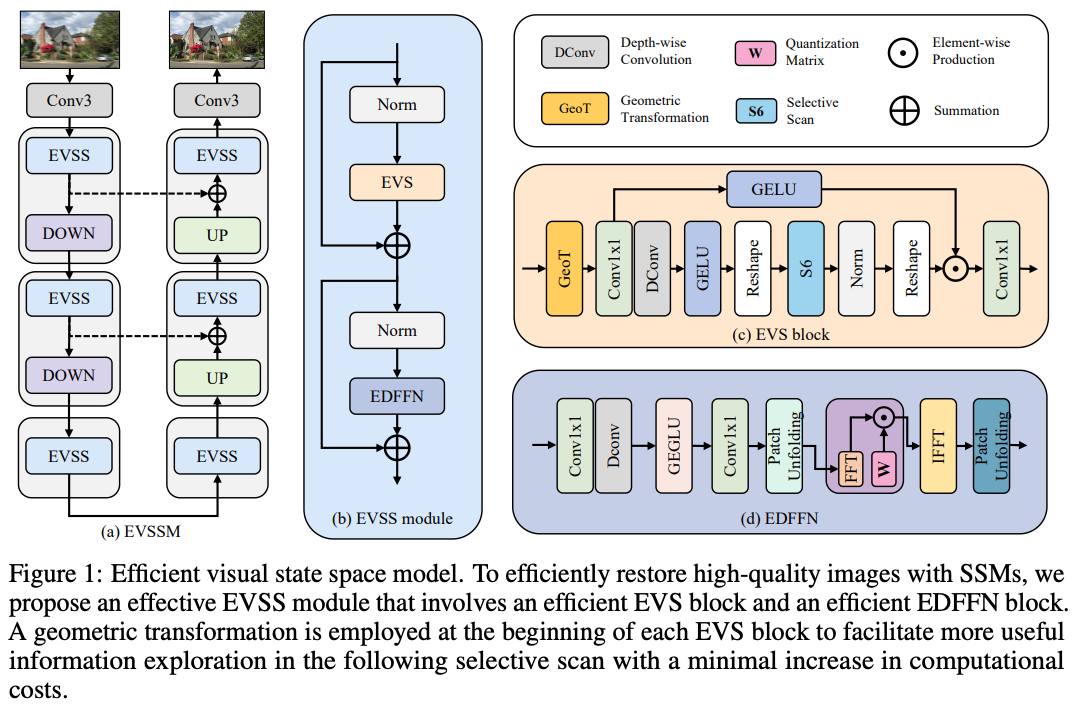 Conv3
Conv3
EVSS
EVSS
DOWN
UP
EVSS
EVSS
DOWN
UP
EVSS
EVSS
(a) EVSSM
Norm
EVS
Norm
EDFFN
(b) EVSS module
DConv
Depth-wise
Convolution
W
Quantization
Matrix
Element-wise
Production
GeoT
Geometric
Transformation
S6
Selective
Scan
Summation
GELU
GeoT
Conv1x1
DConv
GELU
Reshape
S6
Norm
Reshape
Conv1x1
(c) EVS block
Conv1x1
Dconv
GEGLU
Conv1x1
Patch
Unfolding
FFT
W
IFFT
Patch
Unfolding
(d) EDFFN
Figure 1: Efficient visual state space model. To efficiently restore high-quality images with SSMs, we
propose an effective EVSS module that involves an efficient EVS block and an efficient EDFFN block.
A geometric transformation is employed at the beginning of each EVS block to facilitate more useful
information exploration in the following selective scan with a minimal increase in computational
costs.